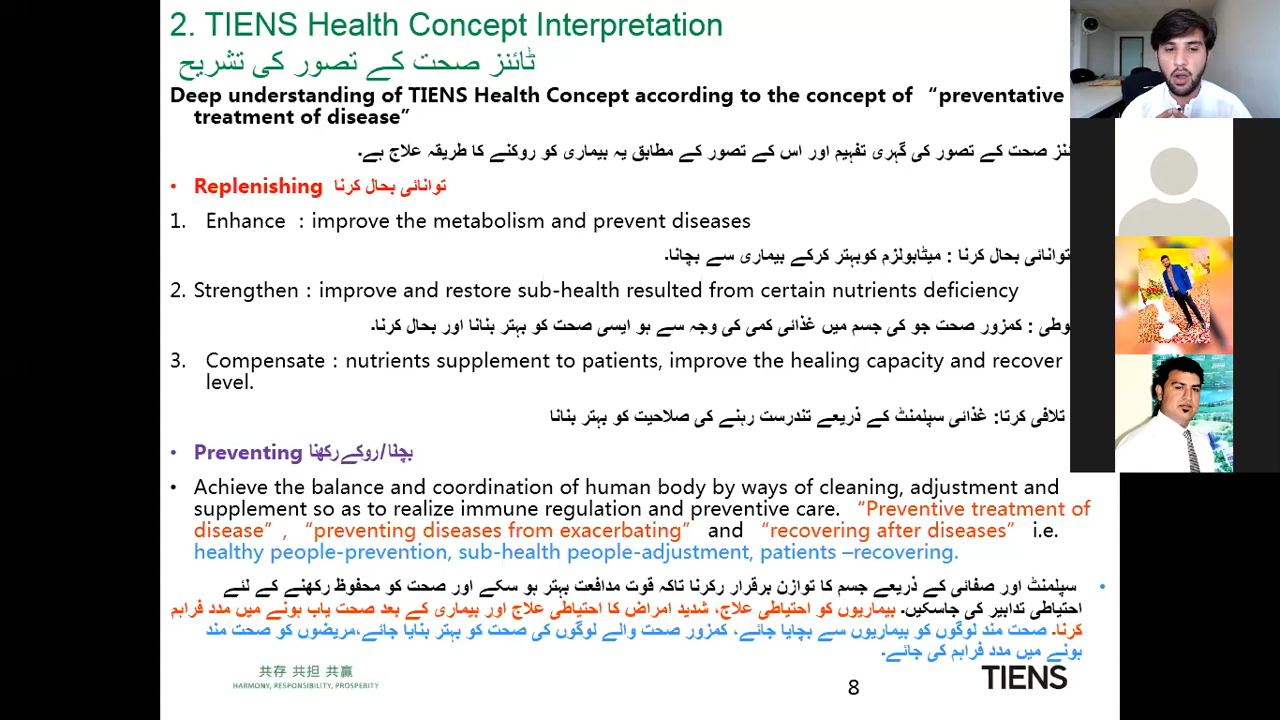 2. TIENS Health Concept Interpretation
ٹائنز صحت کے تصور کی تشریح
Deep understanding of TIENS Health Concept according to the concept of “preventative
treatment of disease”
صحت کے تصور کی گہری تفہیم اور اس کے تصور کے مطابق یہ بیماری کو روکنے کا طریقہ علاج ہے۔
• Replenishing توانائی بحال کرنا
1. Enhance : improve the metabolism and prevent diseases
توانائی بحال کرنا : میٹابولزم کوبہتر کرکے بیماری سے بچانا۔
2. Strengthen : improve and restore sub-health resulted from certain nutrients deficiency
: کمزور صحت جو کی جسم میں غذائی کمی کی وجہ سے ہو ایسی صحت کو بہتر بنانا اور بحال کرنا۔
3. Compensate : nutrients supplement to patients, improve the healing capacity and recover
level.
تلافی کرتا: غذائی سپلمنٹ کے ذریعے تندرست رہنے کی صلاحیت کو بہتر بنانا
• Preventing بچنا/روکے رکھنا
• Achieve the balance and coordination of human body by ways of cleaning, adjustment and
supplement so as to realize immune regulation and preventive care. “Preventive treatment of
disease” , “preventing diseases from exacerbating” and “recovering after diseases” i.e.
healthy people-prevention, sub-health people-adjustment, patients –recovering.
• سپلمنٹ اور صفائی کے ذریعے جسم کا توازن برقرار رکرنا تاکہ قوت مدافعت بہتر ہو سکے اور صحت کو محفوظ رکھنے کے لئے
احتیاطی تدابیر کی جاسکیں۔ بیماریوں کو احتیاطی علاج، شدید امراض کا احتیاطی علاج اور بیماری کے بعد صحت یاب ہونے میں مدد فراہم
کرنا۔ صحت مند لوگوں کو بیماریوں سے بچایا جائے، کمزور صحت والے لوگوں کی صحت کو بہتر بنایا جائے،مریضوں کو صحت مند
ہونے میں مدد فراہم کی جائے۔
共存 共担 共赢
HARMONY, RESPONSIBILITY, PROSPERITY
8
TIENS